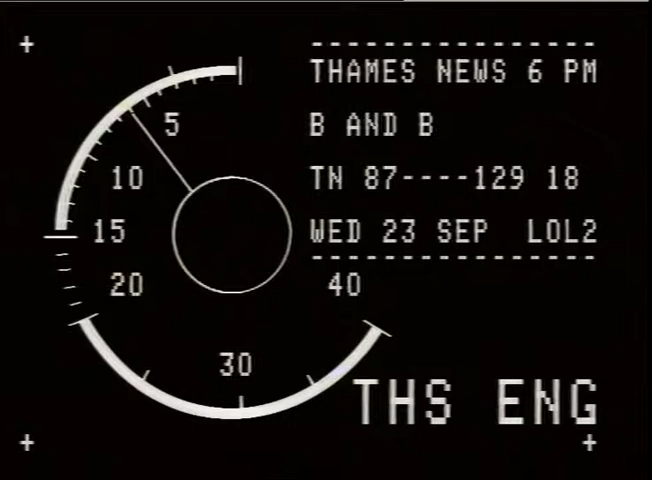 THAMES NEWS 6 PM
B AND B
TN 87----129 18
WED 23 SEP LOL2
5
10
15
20
30
40
THS ENG